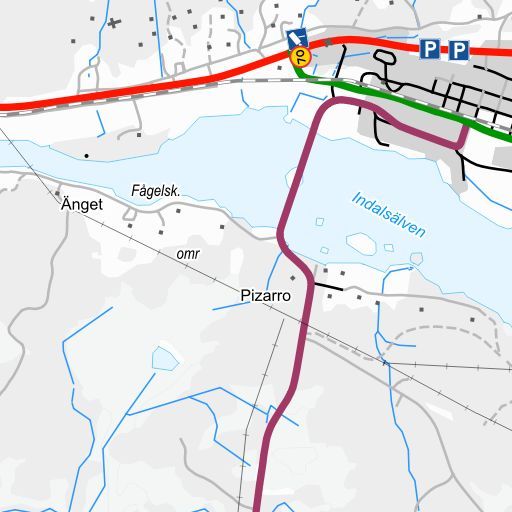 70
P P
Fågelsk.
Änget
Indalsälven
omr
Pizarro